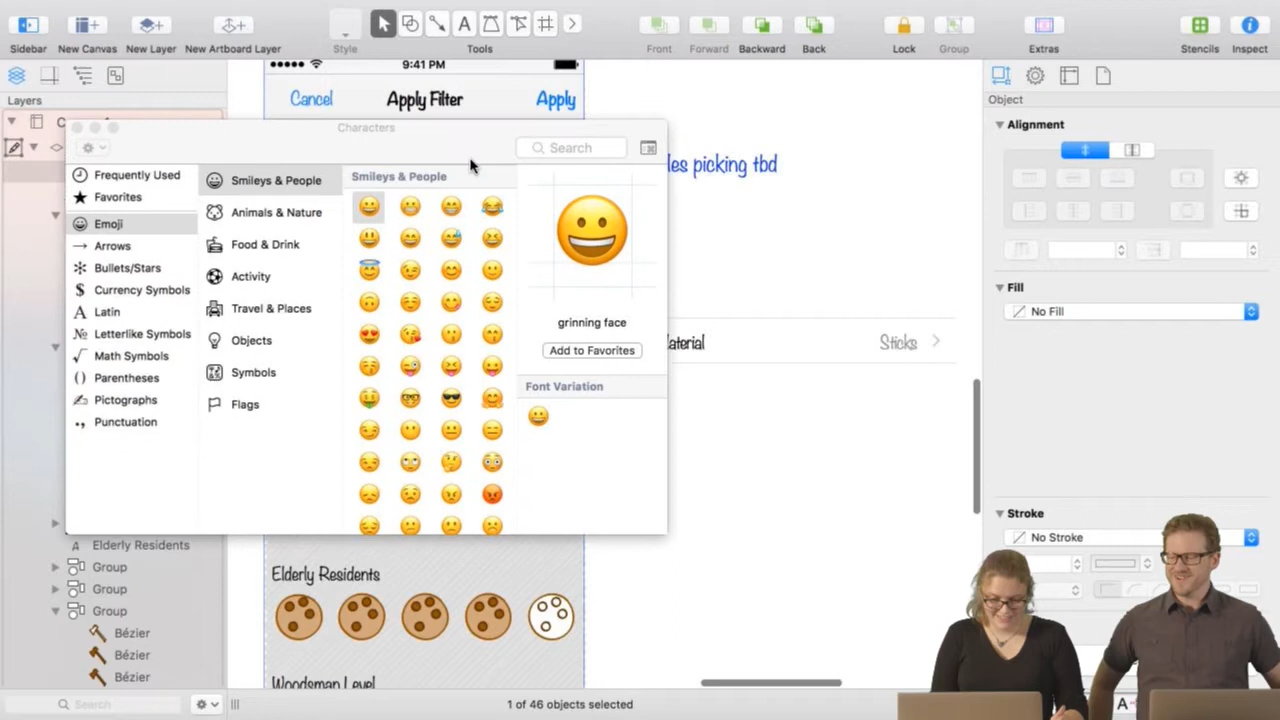 Sidebar
New Canvas
New Layer
New Artboard Layer
Style
Tools
Front
Forward
Backward
Back
Lock
Group
Extras
Stencils
Inspect
Layers
9:41 PM
Cancel
Apply Filter
Apply
Characters
Search
Frequently Used
Favorites
Emoji
Arrows
Bullets/Stars
Currency Symbols
Latin
Letterlike Symbols
Math Symbols
Parentheses
Pictographs
Punctuation
Smileys & People
Animals & Nature
Food & Drink
Activity
Travel & Places
Objects
Symbols
Flags
Smileys & People
grinning face
Add to Favorites
Font Variation
picking tbd
Sticks
Object
Alignment
Fill
No Fill
Stroke
No Stroke
Elderly Residents
Group
Group
Group
Bézier
Bézier
Bézier
Elderly Residents
Woodsman Level
Search
1 of 46 objects selected